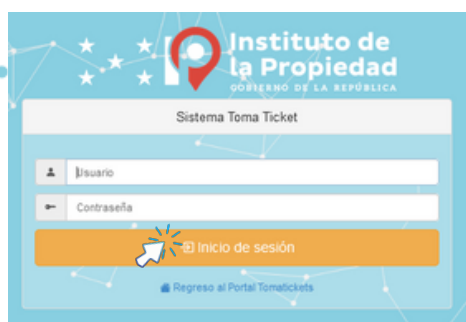 Instituto de
la Propiedad
GOBIERNO DE LA REPÚBLICA
Sistema Toma Ticket
Usuario
Contraseña
Inicio de sesión
Regreso al Portal Tomatickets